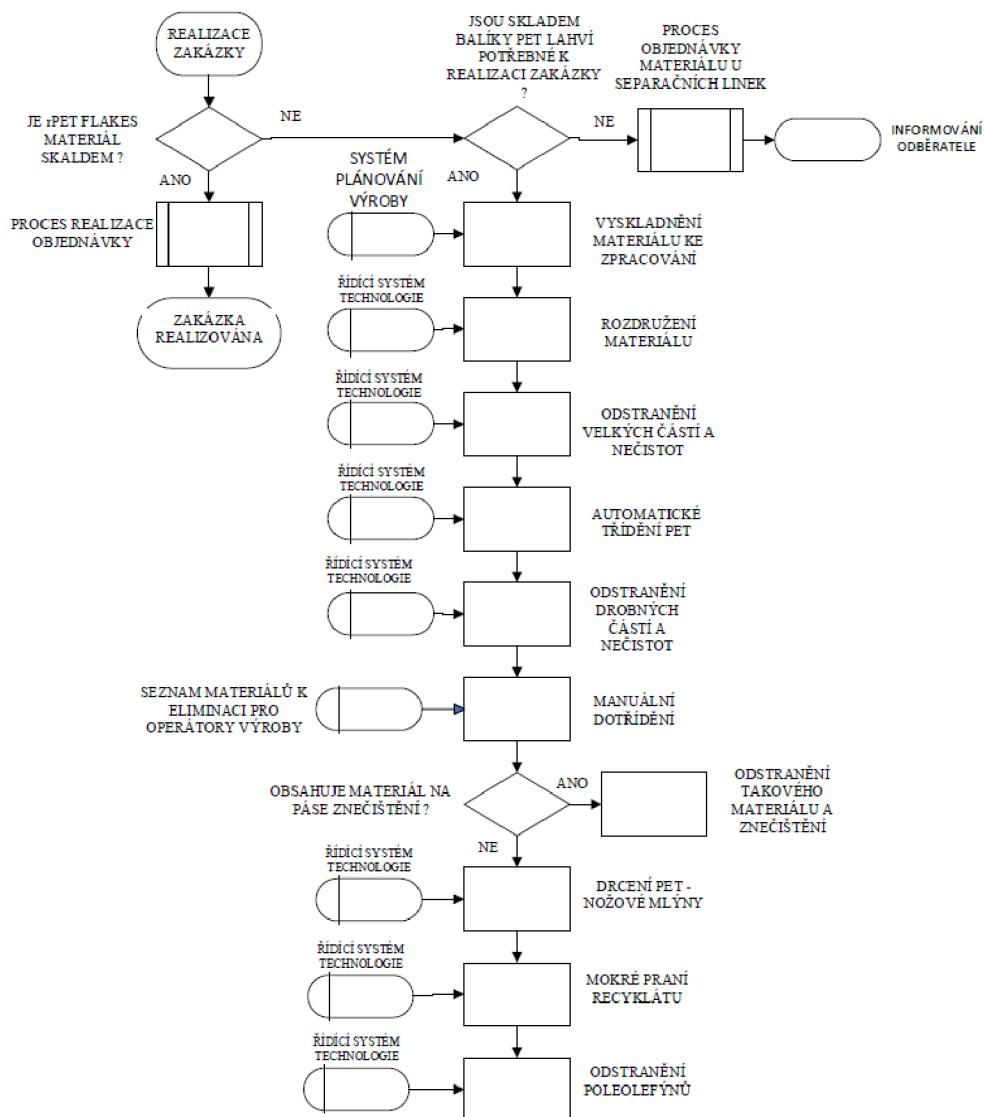 REALIZACE
ZAKÁZKY
JSOU SKLADEM
BALÍKY PET LAHVÍ
POTŘEBNÉ K
REALIZACI ZAKÁZKY
?
PROCES
OBJEDNÁVKY
MATERIÁLU U
SEPARAČNÍCH LINEK
JE rPET FLAKES
MATERIÁL
SKALDEM ?
NE
NE
INFORMOVÁNÍ
ODBĚRATELE
ANO
SYSTÉM
PLÁNOVÁNÍ
VÝROBY
ANO
PROCES REALIZACE
OBJEDNÁVKY
VYSKLADNĚNÍ
MATERIÁLU KE
ZPRACOVÁNÍ
ZAKÁZKA
REALIZOVÁNA
ŘÍDÍCÍ SYSTÉM
TECHNOLOGIE
ROZDRUŽENÍ
MATERIÁLU
ŘÍDÍCÍ SYSTÉM
TECHNOLOGIE
ODSTRANĚNÍ
VELKÝCH ČÁSTÍ A
NEČISTOT
ŘÍDÍCÍ SYSTÉM
TECHNOLOGIE
AUTOMATICKÉ
TŘÍDĚNÍ PET
ŘÍDÍCÍ SYSTÉM
TECHNOLOGIE
ODSTRANĚNÍ
DROBNÝCH
ČÁSTÍ A
NEČISTOT
SEZNAM MATERIÁLŮ K
ELIMINACI PRO
OPERÁTORY VÝROBY
MANUÁLNÍ
DOTŘÍDĚNÍ
OBSAHUJE MATERIÁL NA
PÁSE ZNEČIŠTĚNÍ ?
ANO
ODSTRANĚNÍ
TAKOVÉHO
MATERIÁLU A
ZNEČIŠTĚNÍ
NE
ŘÍDÍCÍ SYSTÉM
TECHNOLOGIE
DRCENÍ PET -
NOŽOVÉ MLÝNY
ŘÍDÍCÍ SYSTÉM
TECHNOLOGIE
MOKRÉ PRANÍ
RECYKLÁTU
ŘÍDÍCÍ SYSTÉM
TECHNOLOGIE
ODSTRANĚNÍ
POLEOLEFÝNŮ